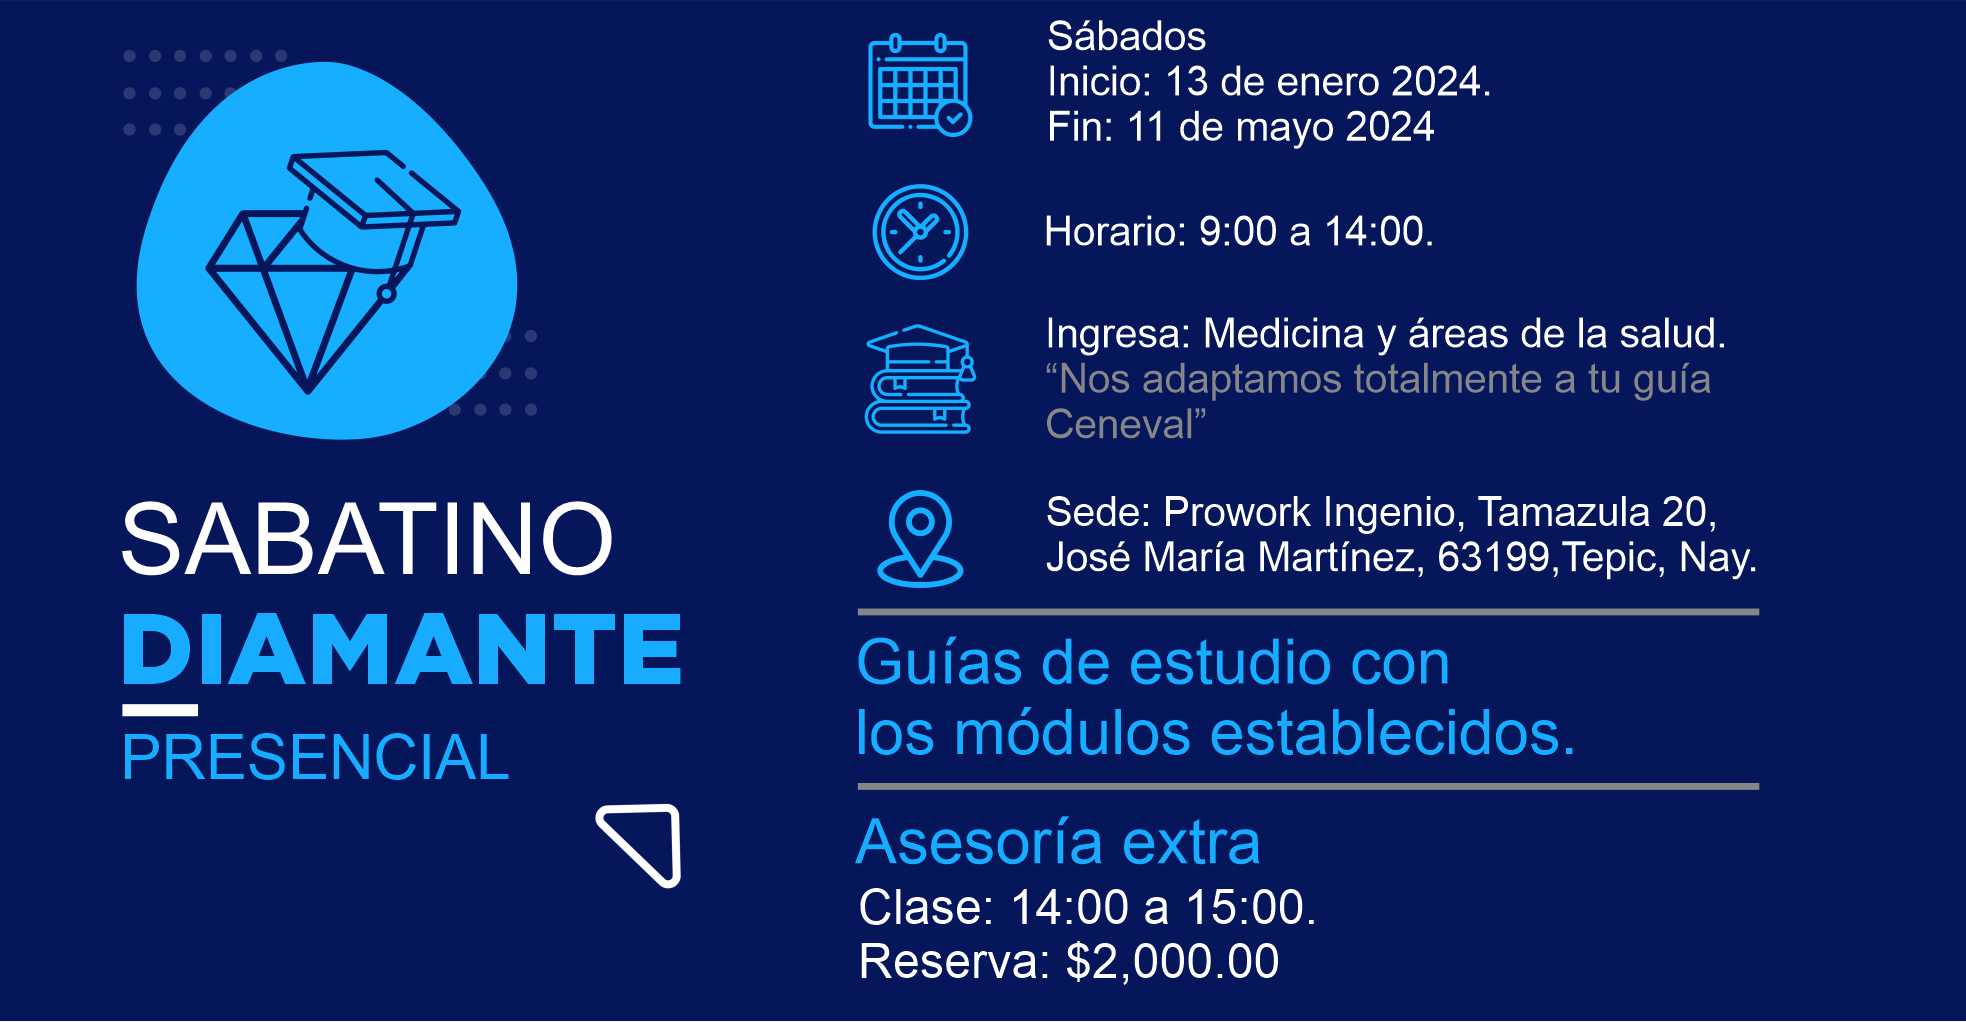 SABATINO
DIAMANTE
PRESENCIAL
Sábados
Inicio: 13 de enero 2024.
Fin: 11 de mayo 2024
Horario: 9:00 a 14:00.
Ingresa: Medicina y áreas de la salud.
“Nos adaptamos totalmente a tu guía
Ceneval”
Sede: Prowork Ingenio, Tamazula 20,
José María Martínez, 63199,Tepic, Nay.
Guías de estudio con
los módulos establecidos.
Asesoría extra
Clase: 14:00 a 15:00.
Reserva: $2,000.00